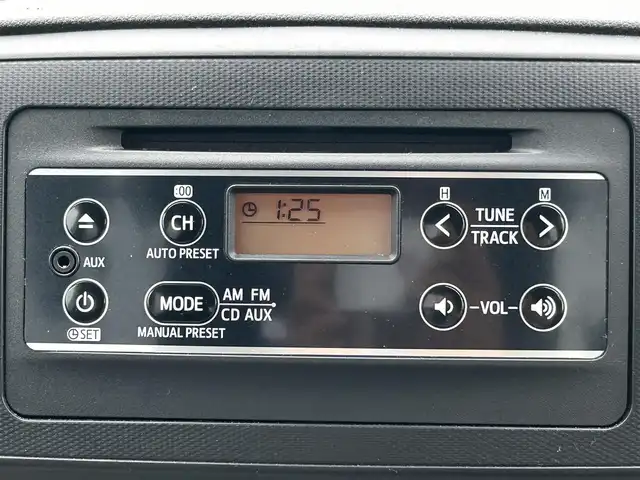 :00
H
M
1:25
CH
AUTO PRESET
TUNE
TRACK
AUX
MODE
AM FM
CD AUX
MANUAL PRESET
-VOL-
SET